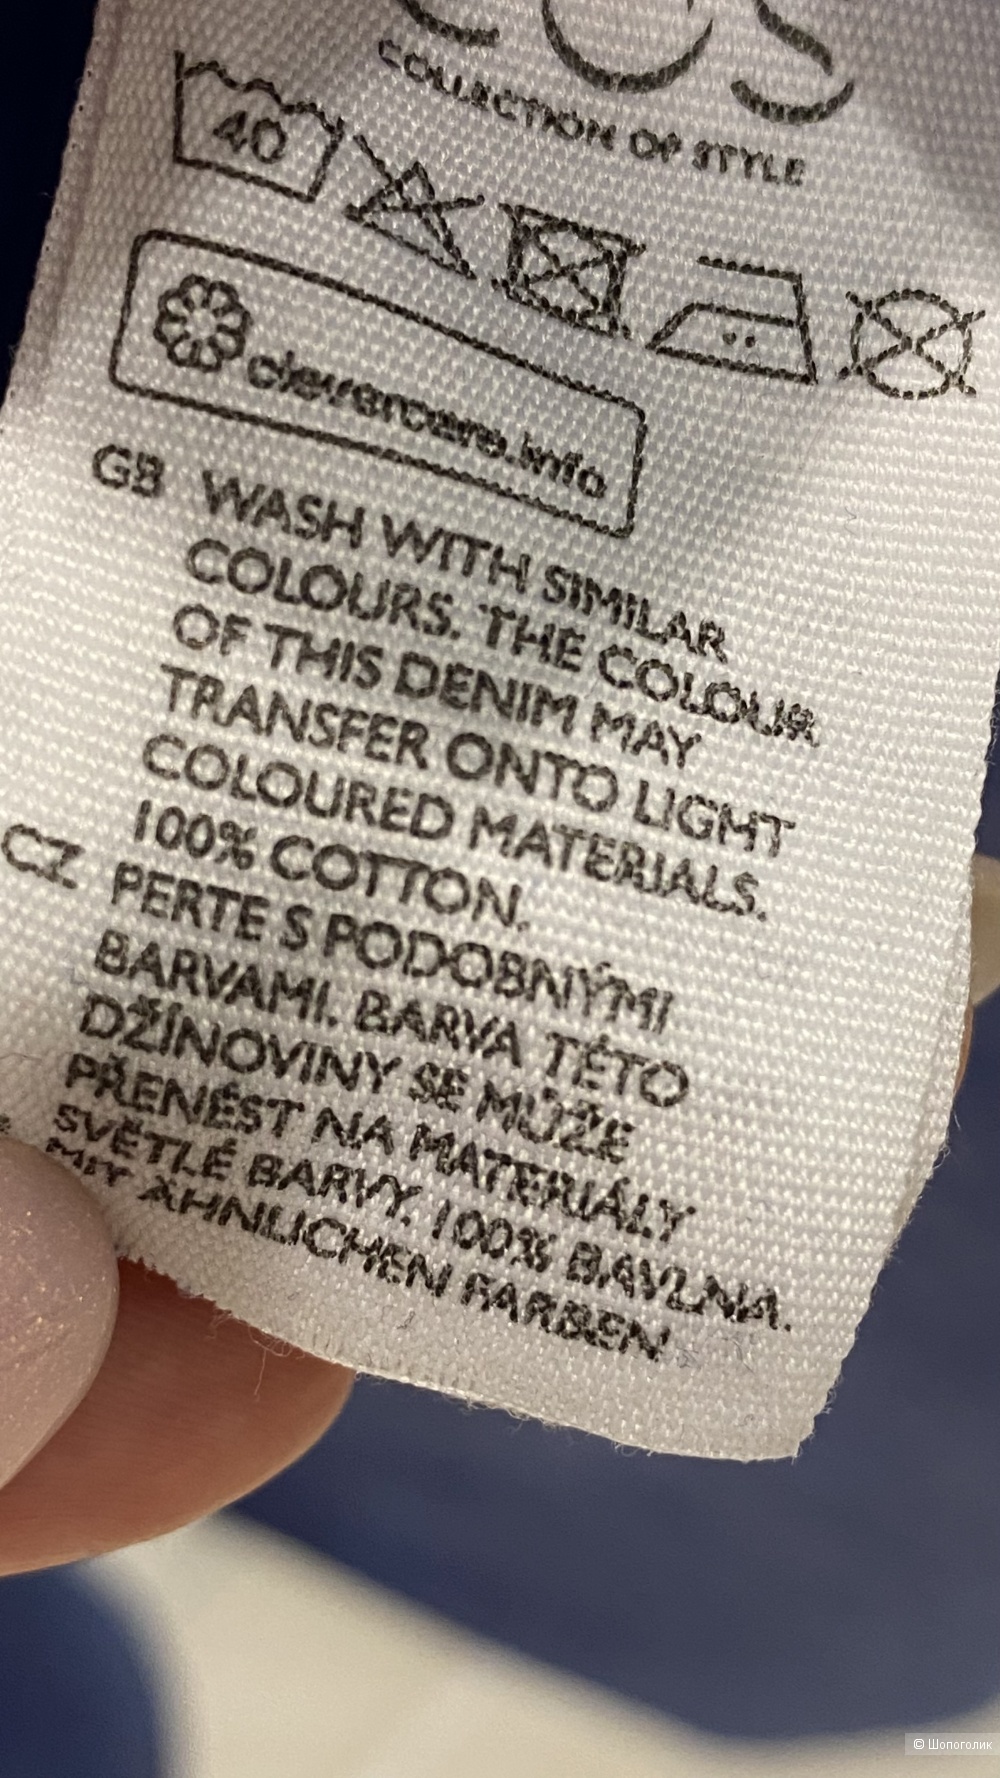 COS
COLLECTION OF STYLE
40
clevercare.info
GB WASH WITH SIMILAR
COLOURS. THE COLOUR
OF THIS DENIM MAY
TRANSFER ONTO LIGHT
COLOURED MATERIALS.
100% COTTON.
CZ PERTE S PODOBNÝMI
BARVAMI. BARVA TÉTO
DŽÍNOVINY SE MŮŽE
PŘENÉST NA MATERIÁLY
SVĚTLÉ BARVY. 100% BAVLNA.
MIT ÄHNLICHEN FARBEN
© Шопоголик